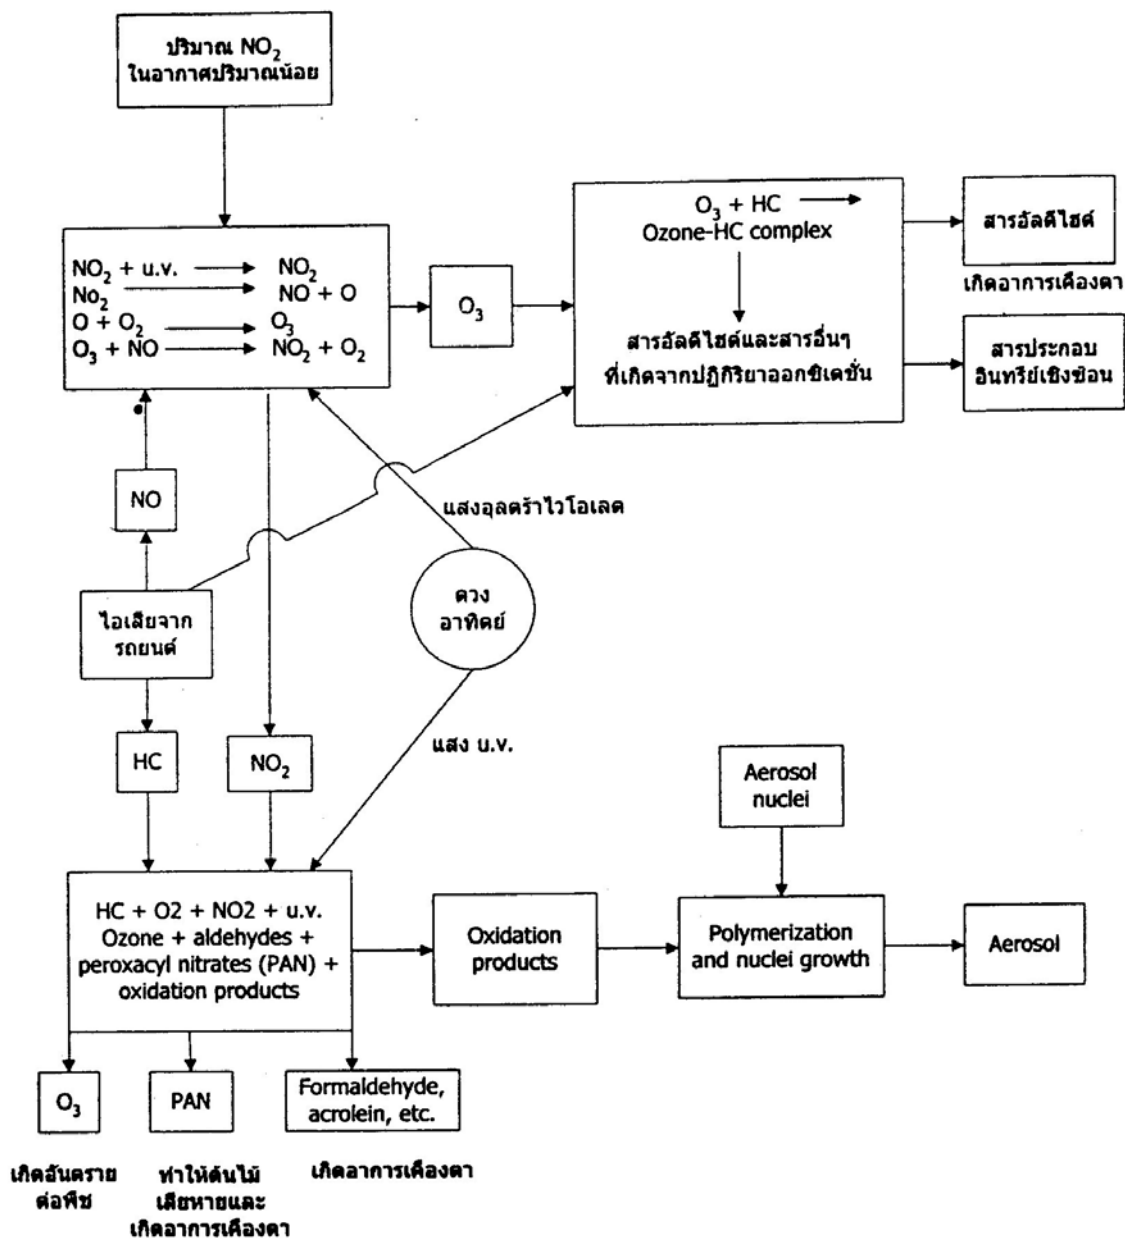 ปริมาณ NO₂
ในอากาศปริมาณน้อย
NO₂ + u.v. → NO₂
No₂ → NO + O
O + O₂ → O₃
O₃ + NO → NO₂ + O₂
O₃
O₃ + HC →
Ozone-HC complex
สารอัลดีไฮด์และสารอื่นๆ
ที่เกิดจากปฏิกิริยาออกซิเดชั่น
สารอัลดีไฮด์
เกิดอาการเคืองตา
สารประกอบ
อินทรีย์เชิงซ้อน
NO
แสงอุลตร้าไวโอเลต
ไอเสียจาก
รถยนต์
ดวง
อาทิตย์
HC
NO₂
แสง u.v.
Aerosol
nuclei
HC + O2 + NO2 + u.v.
Ozone + aldehydes +
peroxacyl nitrates (PAN) +
oxidation products
Oxidation
products
Polymerization
and nuclei growth
Aerosol
O₃
PAN
Formaldehyde,
acrolein, etc.
เกิดอันตราย
ต่อพืช
ทำให้ต้นไม้
เสียหายและ
เกิดอาการเคืองตา
เกิดอาการเคืองตา